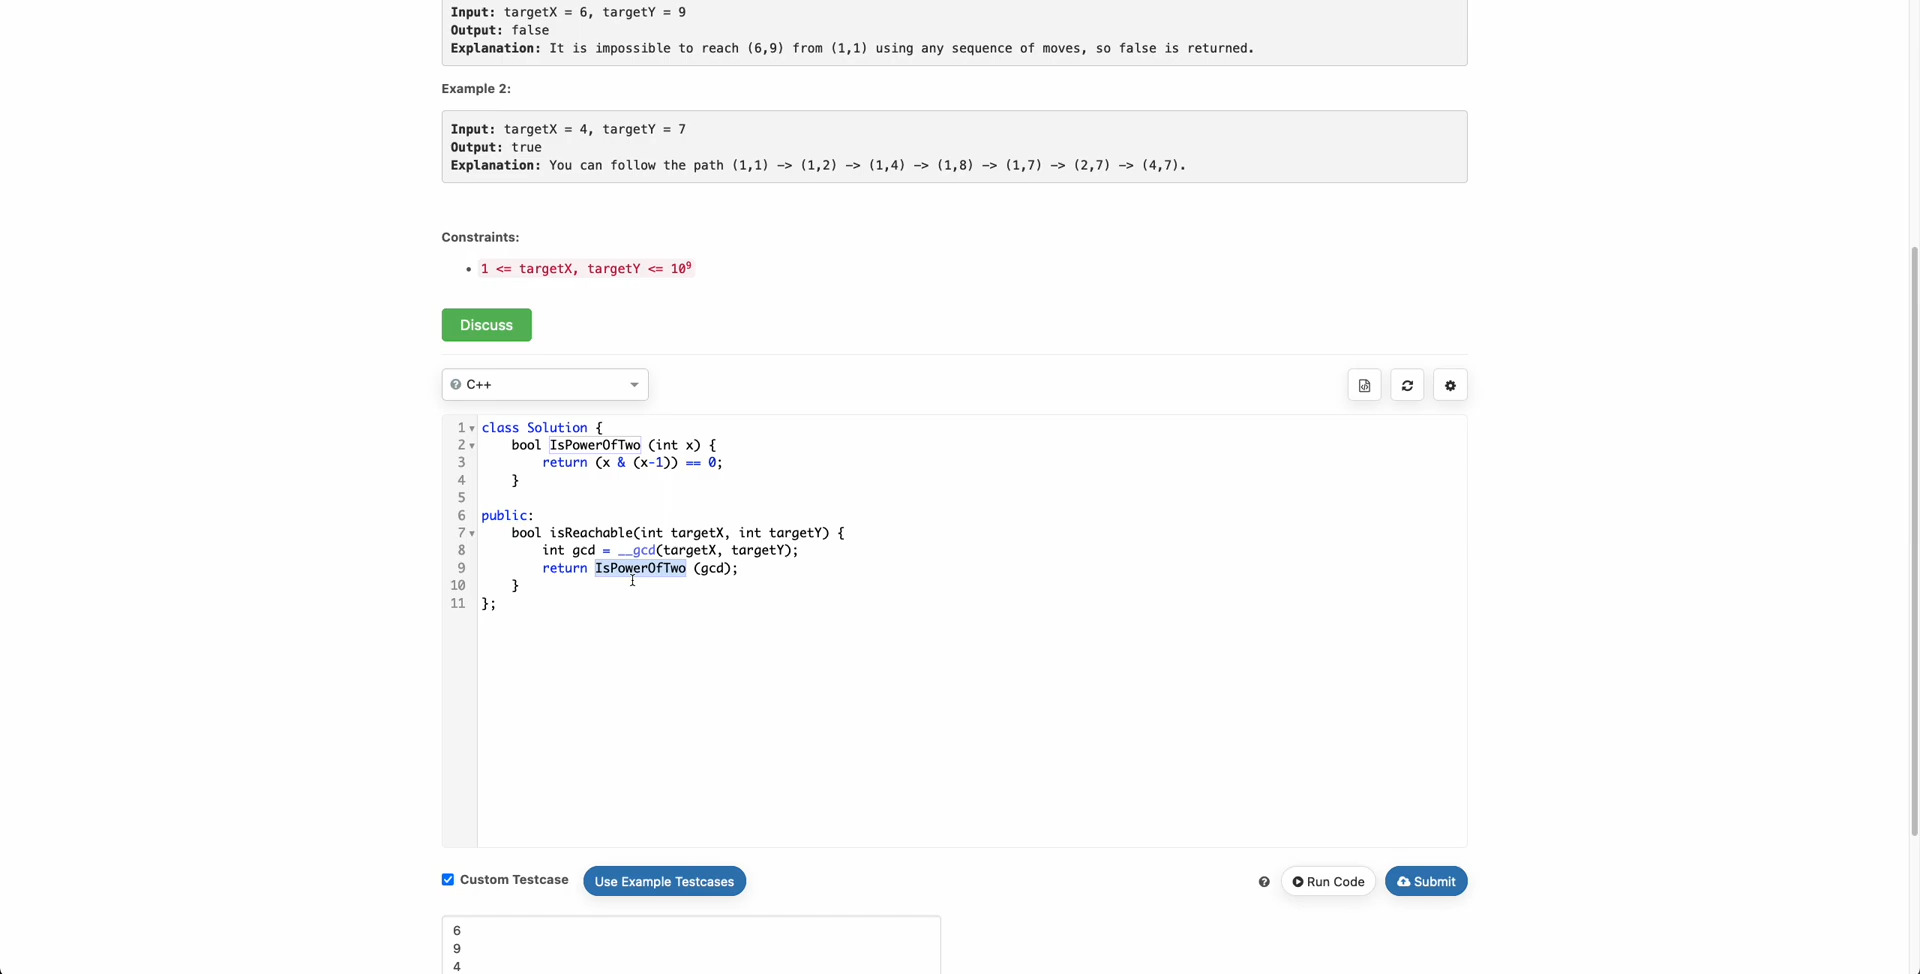 Input: targetX = 6, targetY = 9
Output: false
Explanation: It is impossible to reach (6,9) from (1,1) using any sequence of moves, so false is returned.
Example 2:
Input: targetX = 4, targetY = 7
Output: true
Explanation: You can follow the path (1,1) -> (1,2) -> (1,4) -> (1,8) -> (1,7) -> (2,7) -> (4,7).
Constraints:
• 1 <= targetX, targetY <= 10⁹
Discuss
C++
1 class Solution {
2     bool IsPowerOfTwo (int x) {
3         return (x & (x-1)) == 0;
4     }
5
6 public:
7     bool isReachable(int targetX, int targetY) {
8         int gcd = __gcd(targetX, targetY);
9         return IsPowerOfTwo (gcd);
10     }
11 };
Custom Testcase Use Example Testcases Run Code Submit
6
9
4